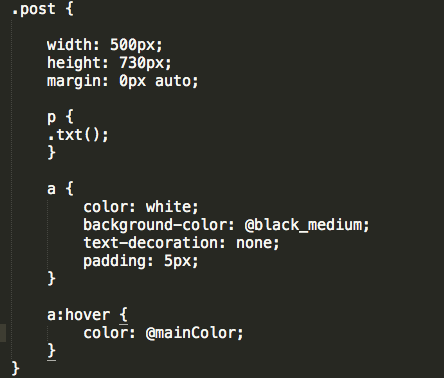 .post {
width: 500px;
height: 730px;
margin: 0px auto;
p {
.txt();
}
a {
color: white;
background-color: @black_medium;
text-decoration: none;
padding: 5px;
}
a:hover {
color: @mainColor;
}
}